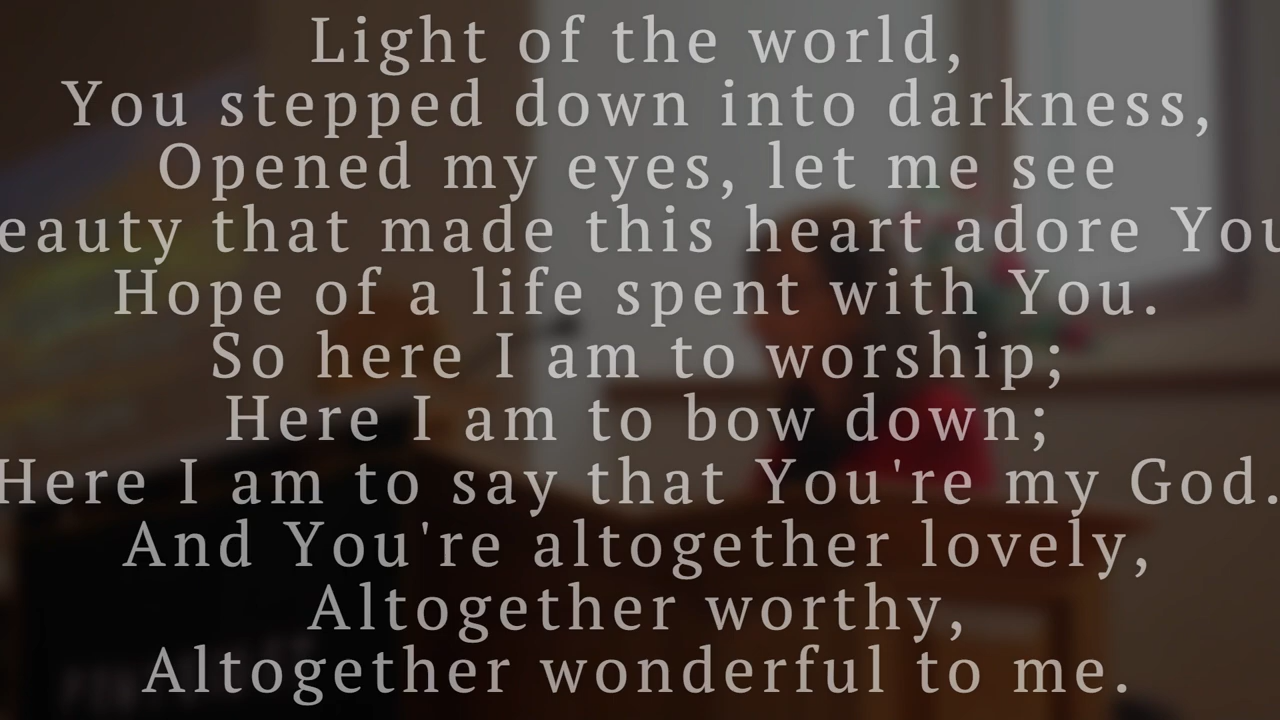 Light of the world,
You stepped down into darkness,
Opened my eyes, let me see
eauty that made this heart adore You
Hope of a life spent with You.
So here I am to worship;
Here I am to bow down;
Here I am to say that You're my God.
And You're altogether lovely,
Altogether worthy,
Altogether wonderful to me.